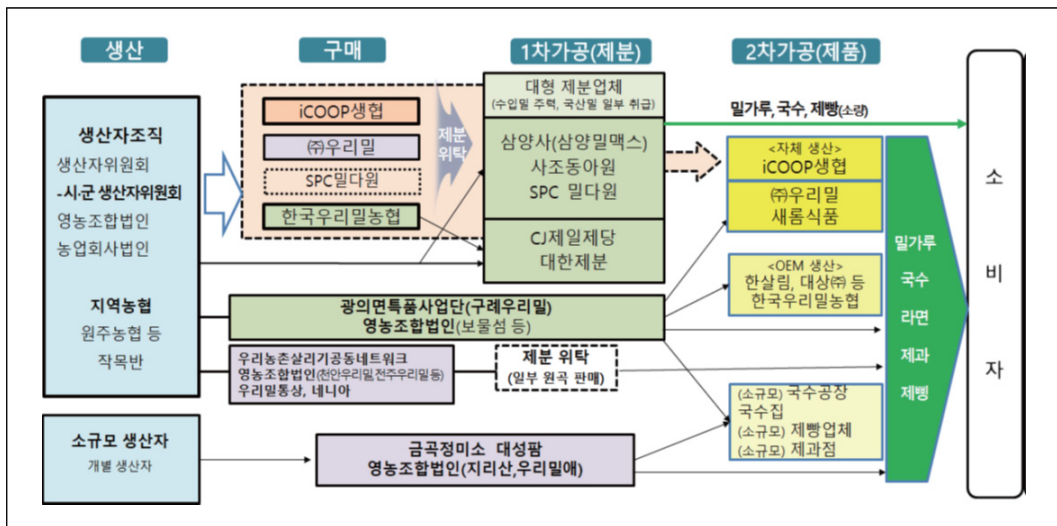 생산
구매
1차가공(제분)
2차가공(제품)
생산자조직
생산자위원회
-시·군 생산자위원회
영농조합법인
농업회사법인
지역농협
원주농협 등
작목반
소규모 생산자
개별 생산자
iCOOP생협
㈜우리밀
SPC밀다원
한국우리밀농협
제분
위탁
대형 제분업체
(수입밀 주력, 국산밀 일부 취급)
삼양사(삼양밀맥스)
사조동아원
SPC 밀다원
CJ제일제당
대한제분
광의면특품사업단(구례우리밀)
영농조합법인(보물섬 등)
우리농촌살리기공동네트워크
영농조합법인(천안우리밀,전주우리밀 등)
우리밀통상, 네니아
제분 위탁
(일부 원곡 판매)
금곡정미소 대성팜
영농조합법인(지리산,우리밀애)
밀가루, 국수, 제빵(소량)
<자체 생산>
iCOOP생협
㈜우리밀
새롬식품
<OEM 생산>
한살림, 대상㈜ 등
한국우리밀농협
(소규모) 국수공장
국수집
(소규모) 제빵업체
(소규모) 제과점
밀가루
국수
라면
제과
제삥
소
비
자